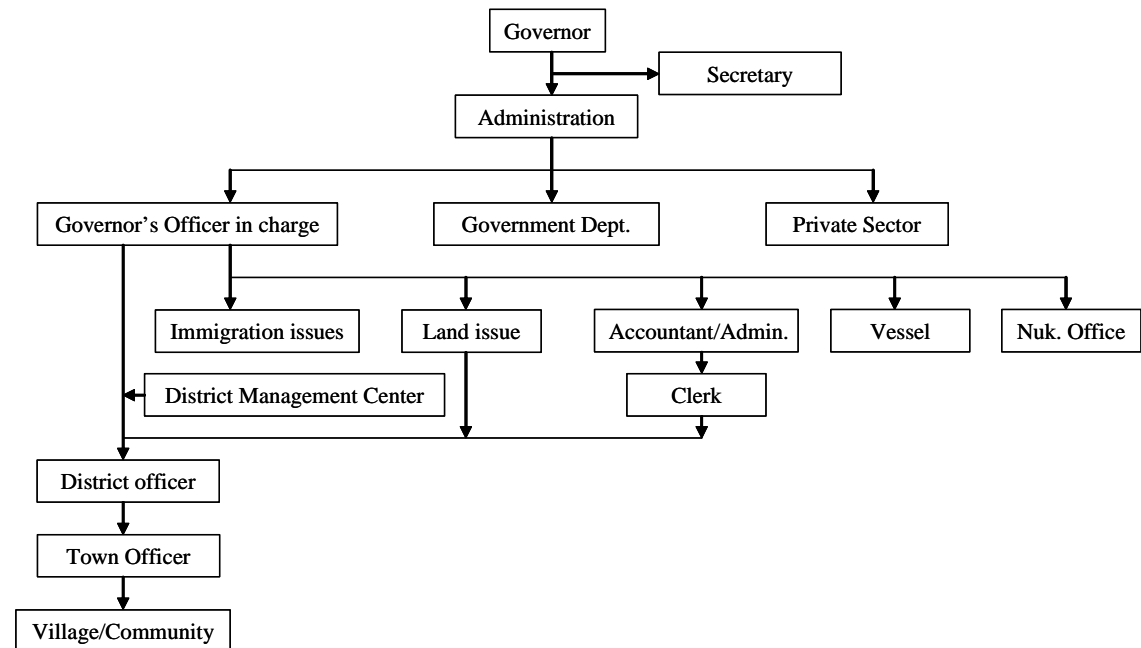 Governor
Secretary
Administration
Governor's Officer in charge
Government Dept.
Private Sector
Immigration issues
Land issue
Accountant/Admin.
Vessel
Nuk. Office
District Management Center
Clerk
District officer
Town Officer
Village/Community